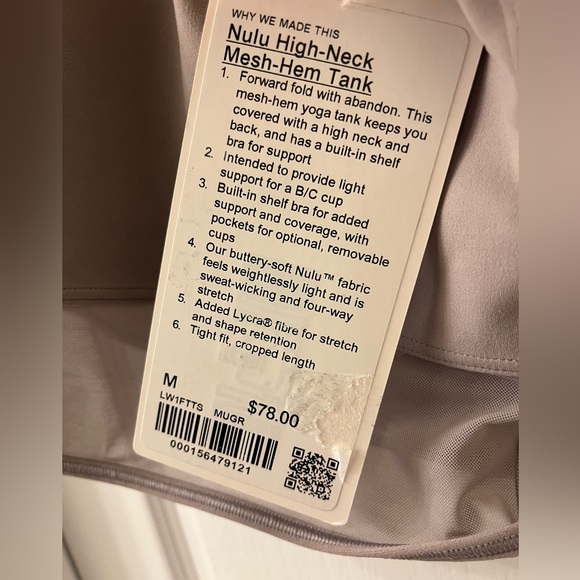 WHY WE MADE THIS
Nulu High-Neck
Mesh-Hem Tank
1. Forward fold with abandon. This
mesh-hem yoga tank keeps you
covered with a high neck and
back, and has a built-in shelf
bra for support
2. Intended to provide light
support for a B/C cup
3. Built-in shelf bra for added
support and coverage, with
pockets for optional, removable
cups
4. Our buttery-soft Nulu™ fabric
feels weightlessly light and is
sweat-wicking and four-way
stretch
5. Added Lycra® fibre for stretch
and shape retention
6. Tight fit, cropped length
M
LW1FTTS MUGR $78.00
000156479121